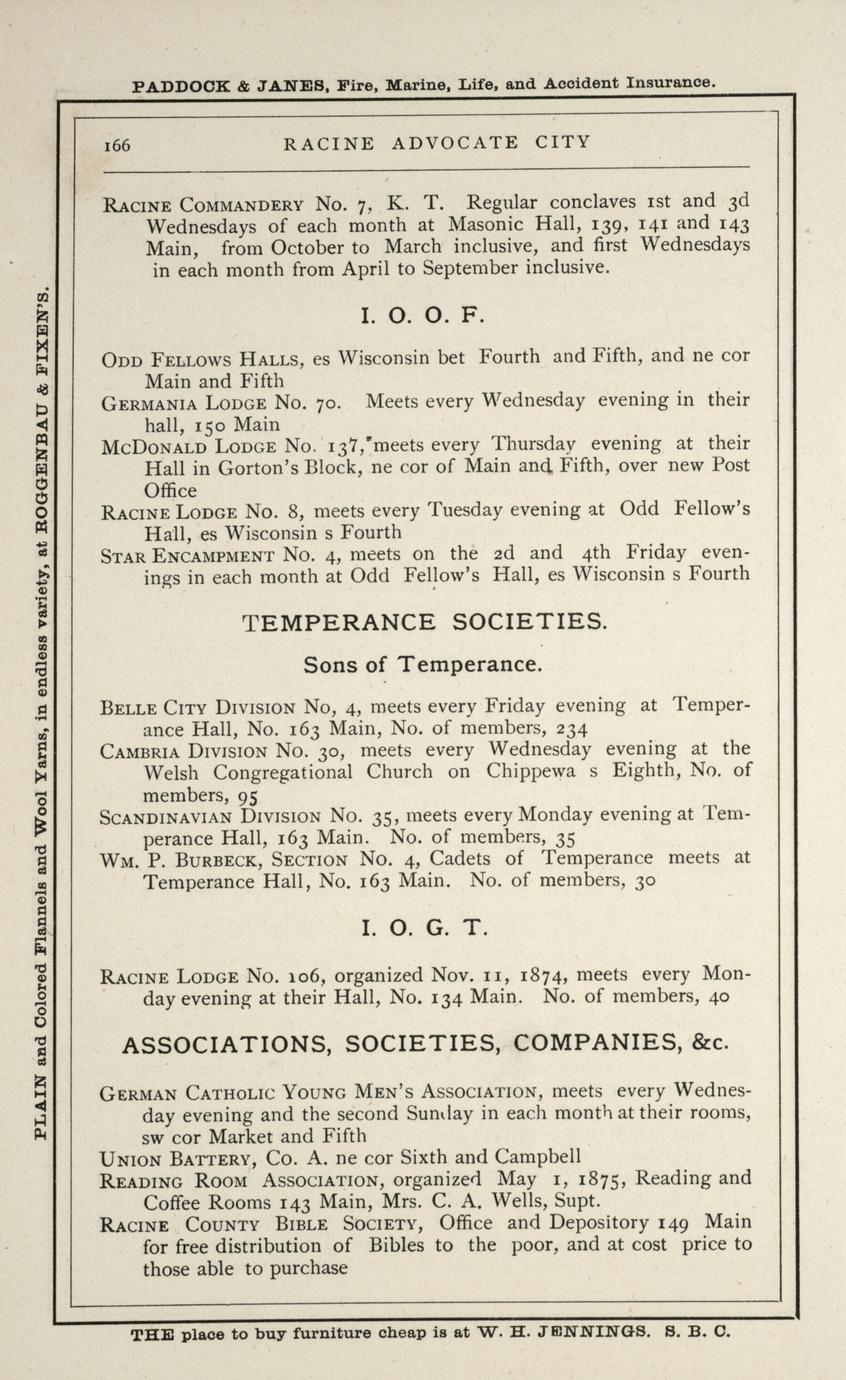 PADDOCK & JANES, Fire, Marine, Life, and Accident Insurance.
166 RACINE ADVOCATE CITY
RACINE COMMANDERY No. 7, K. T. Regular conclaves 1st and 3d
Wednesdays of each month at Masonic Hall, 139, 141 and 143
Main, from October to March inclusive, and first Wednesdays
in each month from April to September inclusive.
I. O. O. F.
ODD FELLOWS HALLS, es Wisconsin bet Fourth and Fifth, and ne cor
Main and Fifth
GERMANIA LODGE No. 70. Meets every Wednesday evening in their
hall, 150 Main
MCDONALD LODGE No. 137, meets every Thursday evening at their
Hall in Gorton's Block, ne cor of Main and Fifth, over new Post
Office
RACINE LODGE No. 8, meets every Tuesday evening at Odd Fellow's
Hall, es Wisconsin s Fourth
STAR ENCAMPMENT No. 4, meets on the 2d and 4th Friday even-
ings in each month at Odd Fellow's Hall, es Wisconsin s Fourth
TEMPERANCE SOCIETIES.
Sons of Temperance.
BELLE CITY DIVISION No, 4, meets every Friday evening at Temper-
ance Hall, No. 163 Main, No. of members, 234
CAMBRIA DIVISION No. 30, meets every Wednesday evening at the
Welsh Congregational Church on Chippewa s Eighth, No. of
members, 95
SCANDINAVIAN DIVISION No. 35, meets every Monday evening at Tem-
perance Hall, 163 Main. No. of members, 35
WM. P. BURBECK, SECTION No. 4, Cadets of Temperance meets at
Temperance Hall, No. 163 Main. No. of members, 30
I. O. G. T.
RACINE LODGE No. 106, organized Nov. 11, 1874, meets every Mon-
day evening at their Hall, No. 134 Main. No. of members, 40
ASSOCIATIONS, SOCIETIES, COMPANIES, &c.
GERMAN CATHOLIC YOUNG MEN'S ASSOCIATION, meets every Wednes-
day evening and the second Sunday in each month at their rooms,
sw cor Market and Fifth
UNION BATTERY, Co. A. ne cor Sixth and Campbell
READING ROOM ASSOCIATION, organized May 1, 1875, Reading and
Coffee Rooms 143 Main, Mrs. C. A. Wells, Supt.
RACINE COUNTY BIBLE SOCIETY, Office and Depository 149 Main
for free distribution of Bibles to the poor, and at cost price to
those able to purchase
THE place to buy furniture cheap is at W. H. JENNINGS. S. B. C.
PLAIN and Colored Flannels and Wool Yarns, in endless variety, at ROGGENBAU & FIXEN'S.